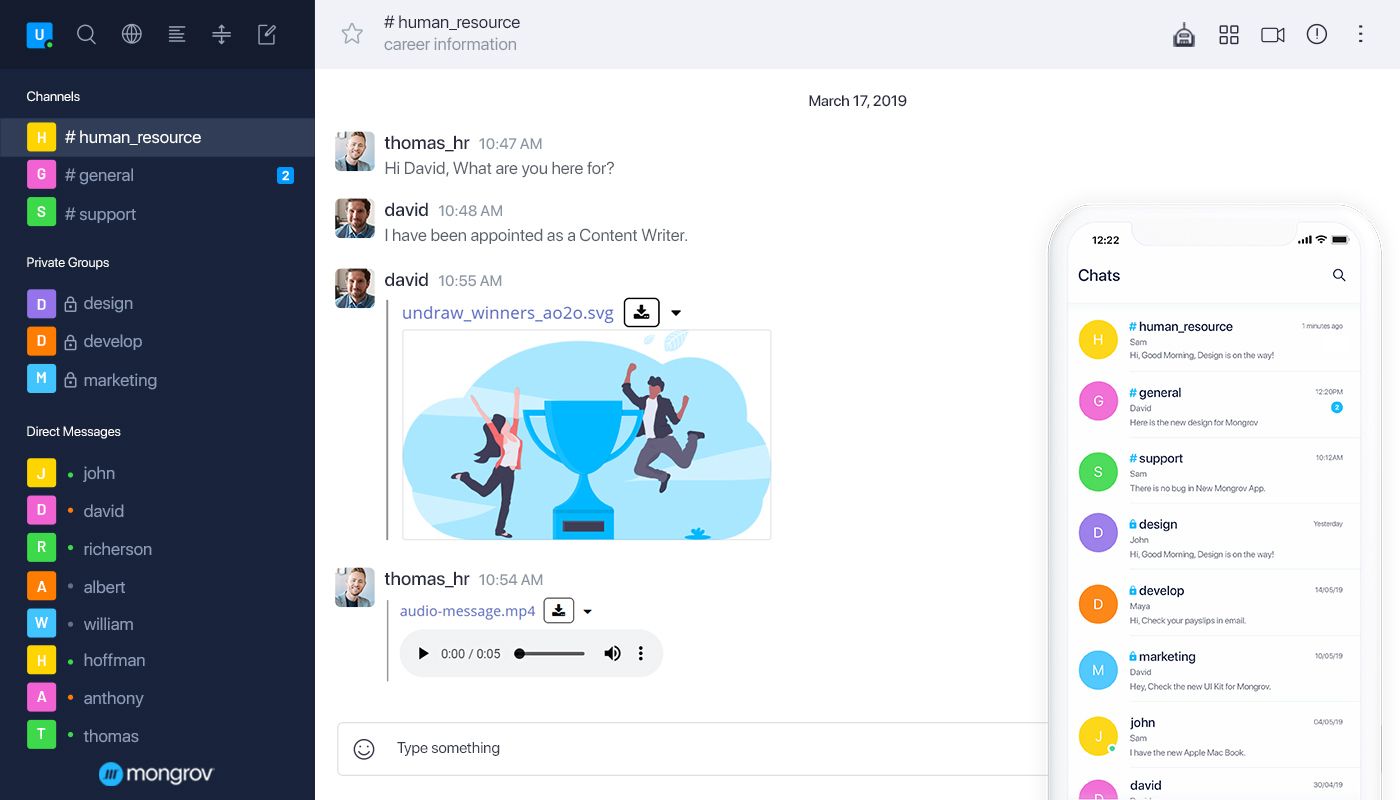 U
Channels
H # human_resource
G # general 2
S # support
Private Groups
D design
D develop
M marketing
Direct Messages
J john
D david
R richerson
A albert
W william
H hoffman
A anthony
T thomas
mongrov
# human_resource
career information
March 17, 2019
thomas_hr 10:47 AM
Hi David, What are you here for?
david 10:48 AM
I have been appointed as a Content Writer.
david 10:55 AM
undraw_winners_ao2o.svg
thomas_hr 10:54 AM
audio-message.mp4
0:00 / 0:05
Type something
12:22
Chats
H # human_resource 1 minutes ago
Sam
Hi, Good Morning, Design is on the way!
G # general 12:20PM
David 2
Here is the new design for Mongrov
S # support 10:12AM
Sam
There is no bug in New Mongrov App.
D design Yesterday
John
Hi, Good Morning, Design is on the way!
D develop 14/05/19
Maya
Hi, Check your payslips in email.
M marketing 10/05/19
David
Hey, Check the new UI Kit for Mongrov.
J john 04/05/19
Sam
I have the new Apple Mac Book.
D david 30/04/19